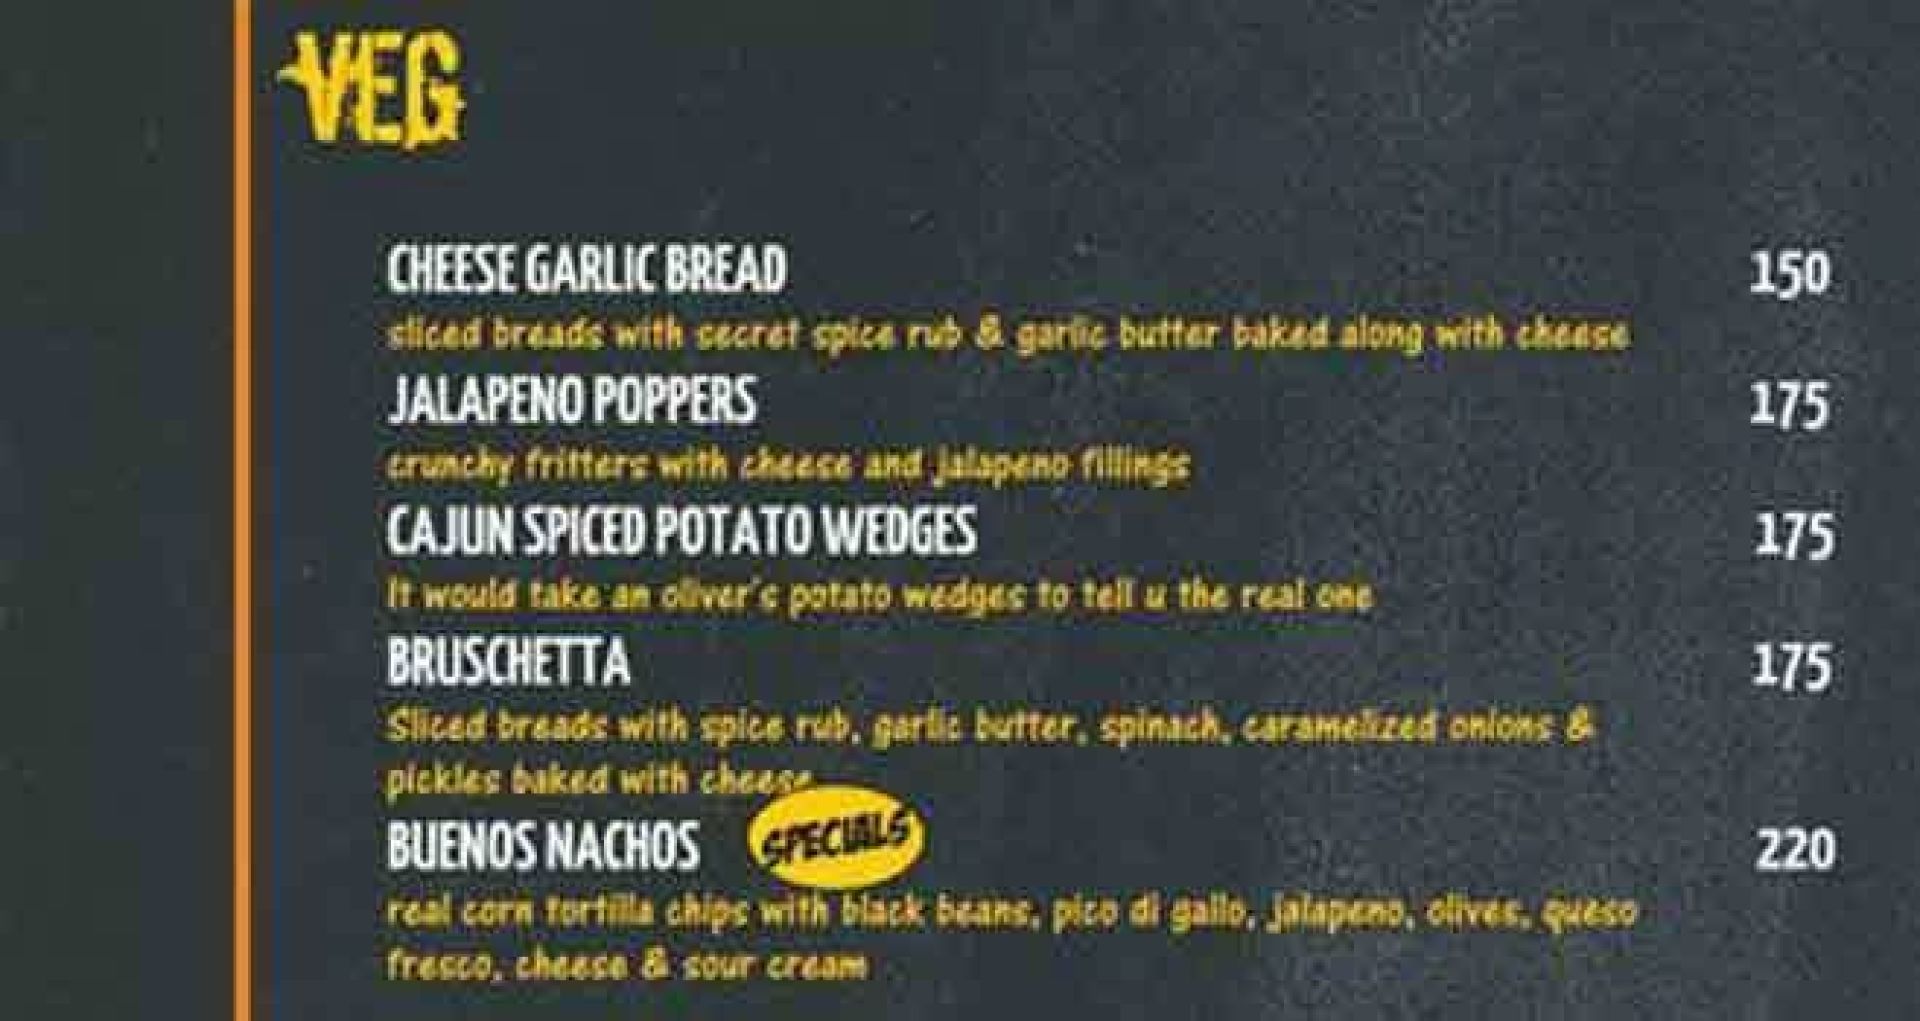 VEG
CHEESE GARLIC BREAD 150
sliced breads with secret spice rub & garlic butter baked along with cheese
JALAPENO POPPERS 175
crunchy fritters with cheese and jalapeno fillings
CAJUN SPICED POTATO WEDGES 175
It would take an oliver's potato wedges to tell u the real one
BRUSCHETTA 175
Sliced breads with spice rub, garlic butter, spinach, caramelized onions &
pickles baked with cheese
BUENOS NACHOS SPECIALS 220
real corn tortilla chips with black beans, pico di gallo, jalapeno, olives, queso
fresco, cheese & sour cream